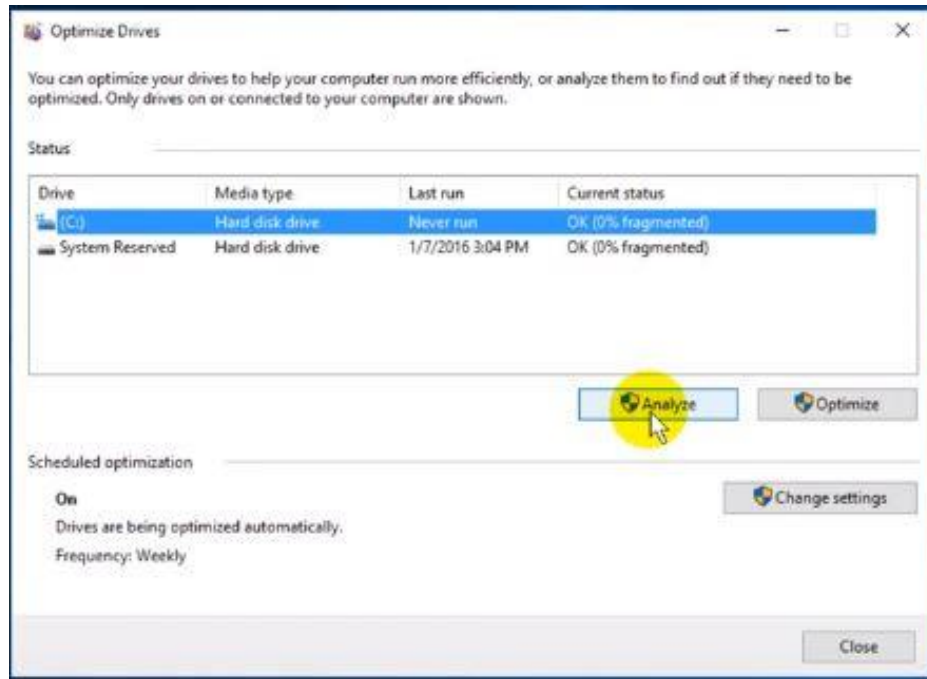 Optimize Drives
You can optimize your drives to help your computer run more efficiently, or analyze them to find out if they need to be
optimized. Only drives on or connected to your computer are shown.
Status
Drive Media type Last run Current status
(C:) Hard disk drive Never run OK (0% fragmented)
System Reserved Hard disk drive 1/7/2016 3:04 PM OK (0% fragmented)
Analyze Optimize
Scheduled optimization
On Change settings
Drives are being optimized automatically.
Frequency: Weekly
Close